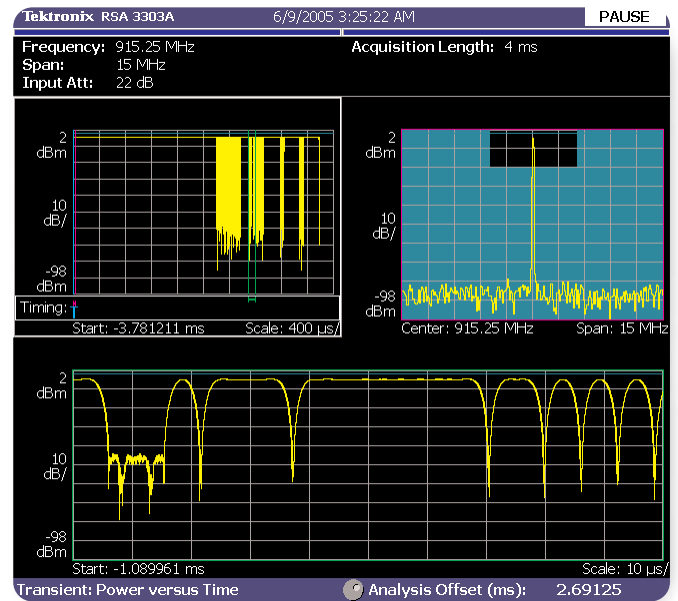 Tektronix RSA 3303A 6/9/2005 3:25:22 AM PAUSE
Frequency: 915.25 MHz Acquisition Length: 4 ms
Span: 15 MHz
Input Att: 22 dB
2
dBm
10
dB/
-98
dBm
Timing:
Start: -3.781211 ms Scale: 400 µs/
2
dBm
10
dB/
-98
dBm
Center: 915.25 MHz Span: 15 MHz
2
dBm
10
dB/
-98
dBm
Start: -1.089961 ms Scale: 10 µs/
Transient: Power versus Time Analysis Offset (ms): 2.69125